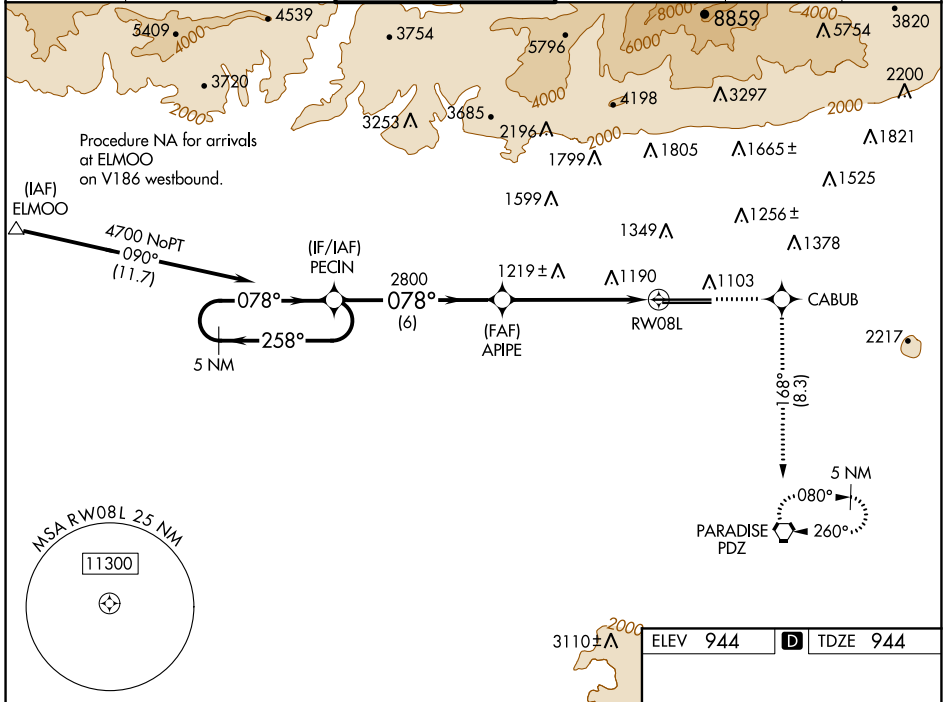 4539
5409
4000
3754
5796
8000
8859
6000
4000
5754
3820
3720
2000
4000
4198
3297
2200
2000
3253
3685
2196
2000
1799
1805
1665 ±
1821
Procedure NA for arrivals
at ELMOO
on V186 westbound.
1525
1599
1256 ±
1349
1378
(IAF)
ELMOO
4700 NoPT
090°
(11.7)
(IF/IAF)
PECIN
2800
078°
078°
(6)
258°
5 NM
1219 ±
1190
1103
(FAF)
APIPE
RW08L
CABUB
2217
168°
(8.3)
5 NM
080°
260°
PARADISE
PDZ
MSA RW08L 25 NM
11300
2000
3110 ±
ELEV 944
D
TDZE 944